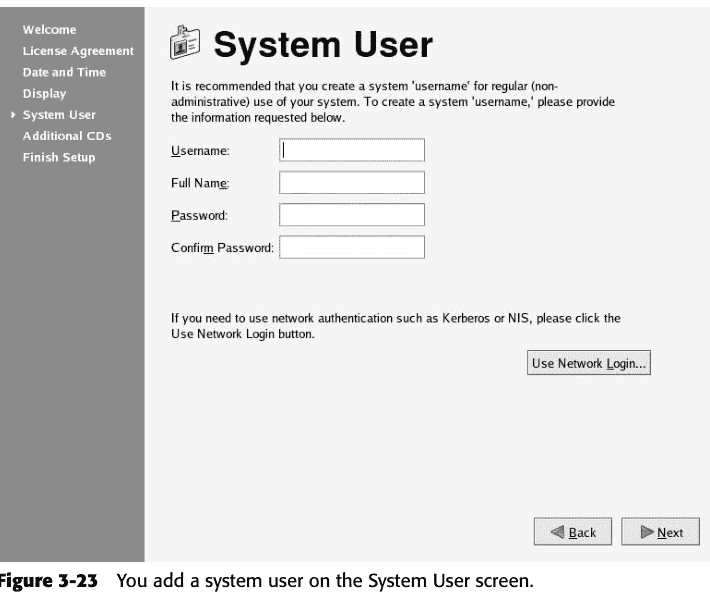 Welcome
License Agreement
Date and Time
Display
System User
Additional CDs
Finish Setup
System User
It is recommended that you create a system 'username' for regular (non-
administrative) use of your system. To create a system 'username,' please provide
the information requested below.
Username:
Full Name:
Password:
Confirm Password:
If you need to use network authentication such as Kerberos or NIS, please click the
Use Network Login button.
Use Network Login...
Back
Next
Figure 3-23 You add a system user on the System User screen.